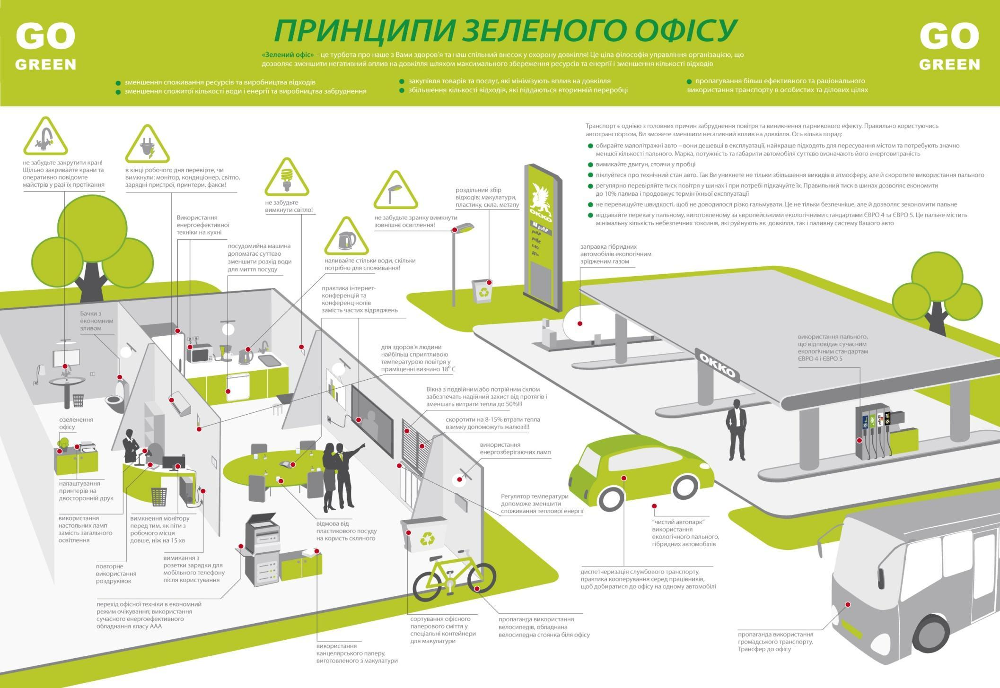 GO
GREEN
ПРИНЦИПИ ЗЕЛЕНОГО ОФІСУ
GO
GREEN
«Зелений офіс» – це турбота про наше з Вами здоров'я та наш спільний внесок у охорону довкілля! Це ціла філософія управління організацією, що
дозволяє зменшити негативний вплив на довкілля шляхом максимального збереження ресурсів та енергії і зменшення кількості відходів
зменшення споживання ресурсів та виробництва відходів
зменшення спожитої кількості води і енергії та виробництва забруднення
закупівля товарів та послуг, які мінімізують вплив на довкілля
збільшення кількості відходів, які піддаються вторинній переробці
пропагування більш ефективного та раціонального
використання транспорту в особистих та ділових цілях
не забудьте закрутити кран!
Щільно закривайте крани та
оперативно повідомте
майстрів у разі їх протікання
в кінці робочого дня перевірте, чи
вимкнули: монітор, кондиціонер, світло,
зарядні пристрої, принтери, факси!
не забудьте
вимкнути світло!
не забудьте зранку вимкнути
зовнішнє освітлення!
роздільний збір
відходів: макулатури,
пластику, скла, металу
Транспорт є однією з головних причин забруднення повітря та виникнення парникового ефекту. Правильно користуючись
автотранспортом, Ви зможете зменшити негативний вплив на довкілля. Ось кілька порад:
обирайте малолітражні авто – вони дешевші в експлуатації, найкраще підходять для пересування містом та потребують значно
меншої кількості пального. Марка, потужність та габарити автомобіля суттєво визначають його енерговитраність
вимикайте двигун, стоячи у пробці
піклуйтеся про технічний стан авто. Так Ви уникнете не тільки збільшення викидів в атмосферу, але й скоротите використання пального
регулярно перевіряйте тиск повітря у шинах і при потребі підкачуйте їх. Правильний тиск в шинах дозволяє економити
до 10% палива і продовжує термін їхньої експлуатації
не перевищуйте швидкості, щоб не доводилося різко гальмувати. Це не тільки безпечніше, але й дозволяє зекономити пальне
віддавайте перевагу пальному, виготовленому за європейськими екологічними стандартами ЄВРО 4 та ЄВРО 5. Це пальне містить
мінімальну кількість небезпечних токсинів, які руйнують як довкілля, так і паливну систему Вашого авто
Використання
енергоефективної
техніки на кухні
посудомийна машина
допомагає суттєво
зменшити розхід води
для миття посуду
наливайте стільки води, скільки
потрібно для споживання!
OKKO
pulls
pulls
ДП
заправка гібридних
автомобілів екологічним
зрідженим газом
практика інтернет-
конференцій та
конференц-колів
замість частих відряджень
Бачки з
економним
зливом
для здоров'я людини
найбільш сприятливою
температурою повітря у
приміщенні визнано 18⁰ С
використання пального,
що відповідає сучасним
екологічним стандартам
ЄВРО 4 і ЄВРО 5
OKKO
Вікна з подвійним або потрійним склом
забезпечать надійний захист від протягів і
зменшать витрати тепла до 50%!!!
скоротити на 8-15% втрати тепла
взимку допоможуть жалюзі!!!
92
95
ДП
озеленення
офісу
використання
енергозберігаючих ламп
налаштування
принтерів на
двосторонній друк
Регулятор температури
допоможе зменшити
споживання теплової енергії
використання
настольних ламп
замість загального
освітлення
вимкнення монітору
перед тим, як піти з
робочого місця
довше, ніж на 15 хв
відмова від
пластикового посуду
на користь скляного
"чистий автопарк"
використання
екологічного пального,
гібридних автомобілів
вимикання з
розетки зарядки для
мобільного телефону
після користування
повторне
використання
роздруківок
диспетчеризація службового транспорту,
практика кооперування серед працівників,
щоб добиратися до офісу на одному автомобілі
перехід офісної техніки в економний
режим очікування; використання
сучасного енергоефективного
обладнання класу ААА
сортування офісного
паперового сміття у
спеціальні контейнери
для макулатури
пропаганда використання
велосипедів, обладнана
велосипедна стоянка біля офісу
пропаганда використання
громадського транспорту.
Трансфер до офісу
використання
канцелярського паперу,
виготовленого з макулатури